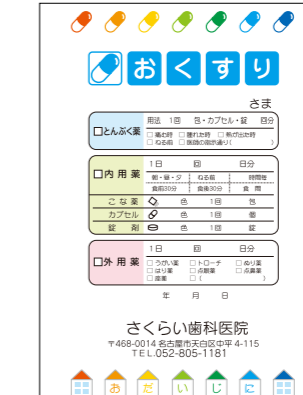 おくすり
さま
□とんぷく薬
用法 1回 包・カプセル・錠 回分
□痛む時 □腫れた時 □熱が出た時
□ねる前 □医師の指示通り( )
□内用薬
1日 回 日分
朝・昼・夕 ねる前 時間毎
食前30分 食後30分 食間
こな薬 色 1回 包
カプセル 色 1回 個
錠剤 色 1回 錠
□外用薬
1日 回 日分
□うがい薬 □トローチ □ぬり薬
□はり薬 □点眼薬 □点鼻薬
□坐薬 □( )
年 月 日
さくらい歯科医院
〒468-0014 名古屋市天白区中平 4-115
TEL.052-805-1181
おだいじに